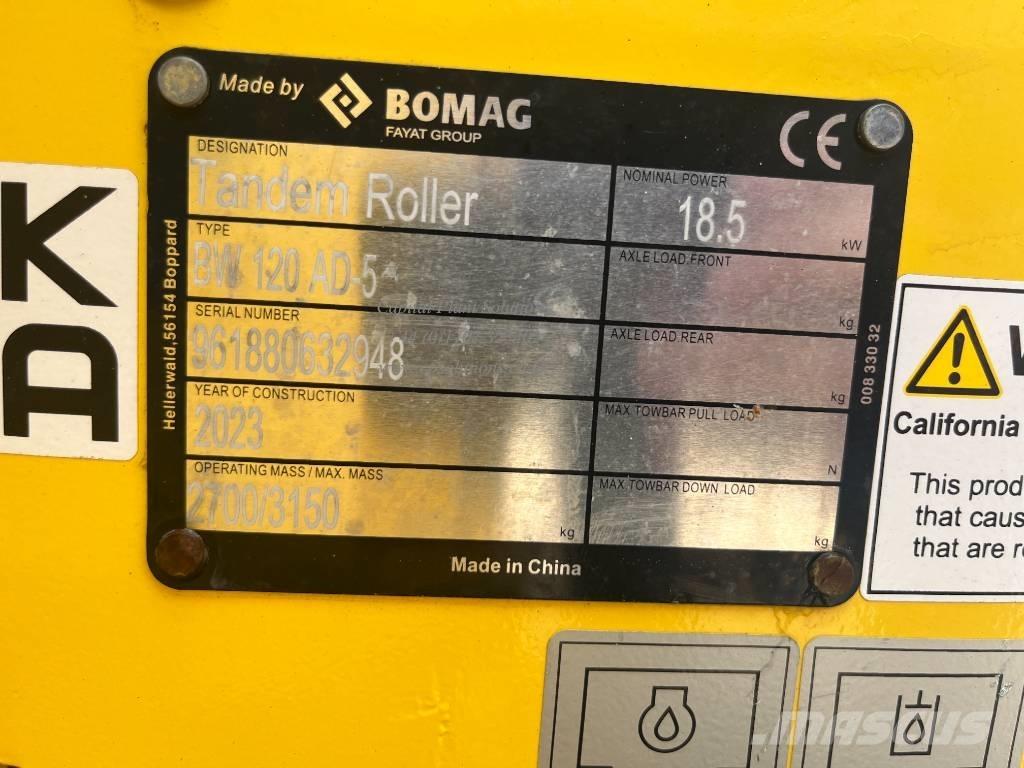 KA
Made by BOMAG
FAYAT GROUP
CE
DESIGNATION
Tandem Roller
NOMINAL POWER
18.5 kW
TYPE
BW 120 AD-5
AXLE LOAD.FRONT
kg
SERIAL NUMBER
961880632948
AXLE LOAD.REAR
kg
YEAR OF CONSTRUCTION
2023
MAX.TOWBAR PULL LOAD
N
OPERATING MASS / MAX. MASS
2700/3150 kg
MAX.TOWBAR DOWN LOAD
kg
Made in China
Hellerwald,56154 Boppard
008 330 32
California
This prod
that caus
that are r
MASCUS